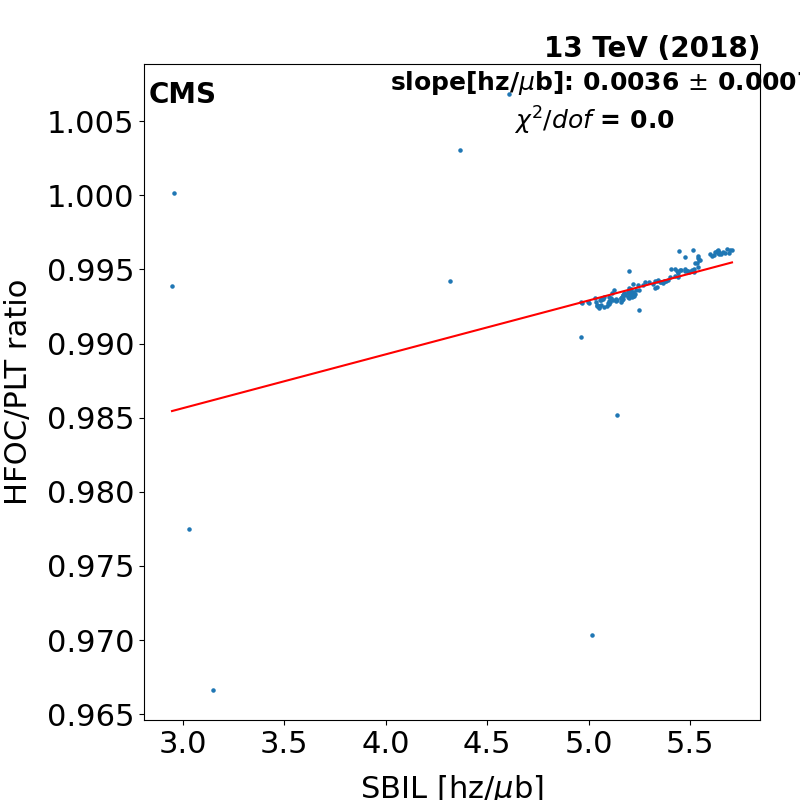 13 TeV (2018)
CMS
slope[hz/μb]: 0.0036 ± 0.0007
χ²/dof = 0.0
HFOC/PLT ratio
1.005
1.000
0.995
0.990
0.985
0.980
0.975
0.970
0.965
3.0 3.5 4.0 4.5 5.0 5.5
SBIL [hz/μb]